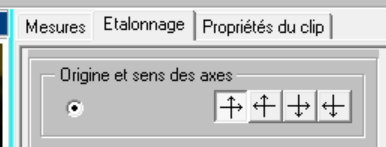 Mesures Etalonnage Propriétés du clip
Origine et sens des axes